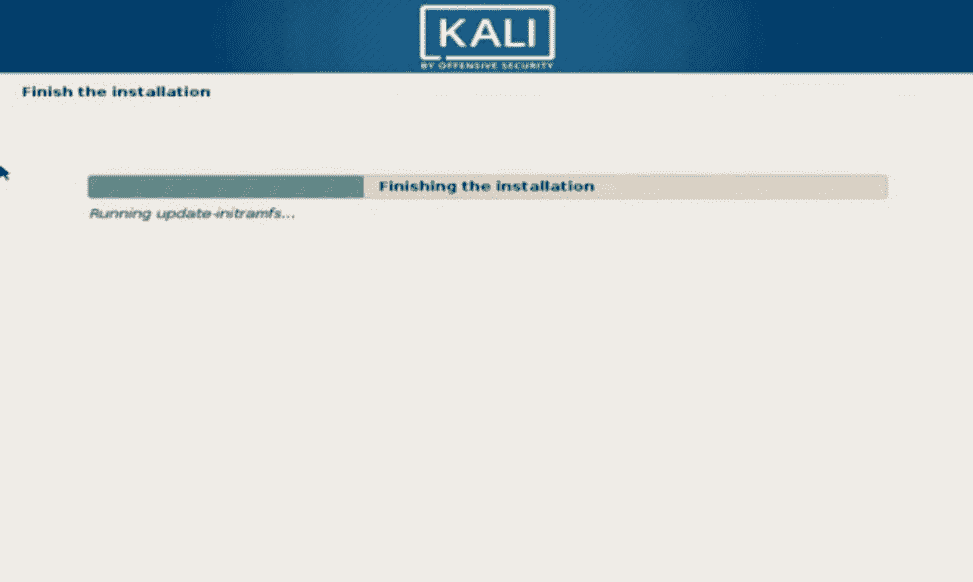 KALI
BY OFFENSIVE SECURITY
Finish the installation
Finishing the installation
Running update-initramfs...